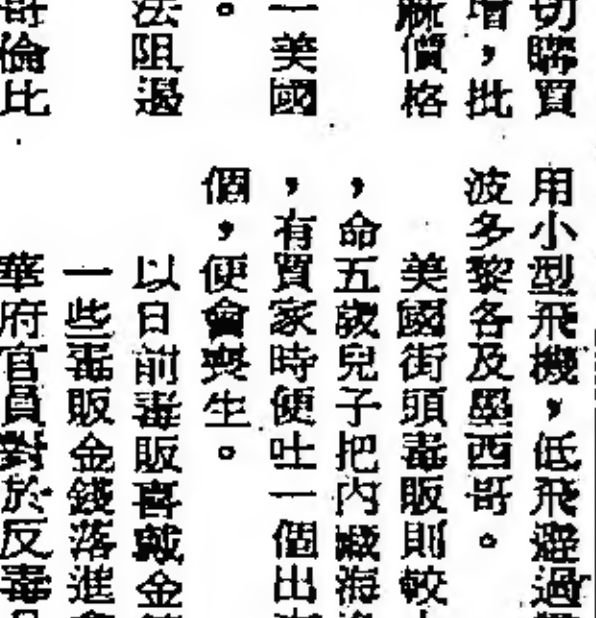 切購買
增，批
麻價格
一美國
。
法阻遏
哥倫比
用小型飛機，低飛避過
波多黎各及墨西哥。
美國街頭毒販則較
，命五歲兒子把內藏海
，有買家時便吐一個出
個，便會喪生。
以日前毒販喜戴金
一些毒販金錢落進
華府官員對於反毒